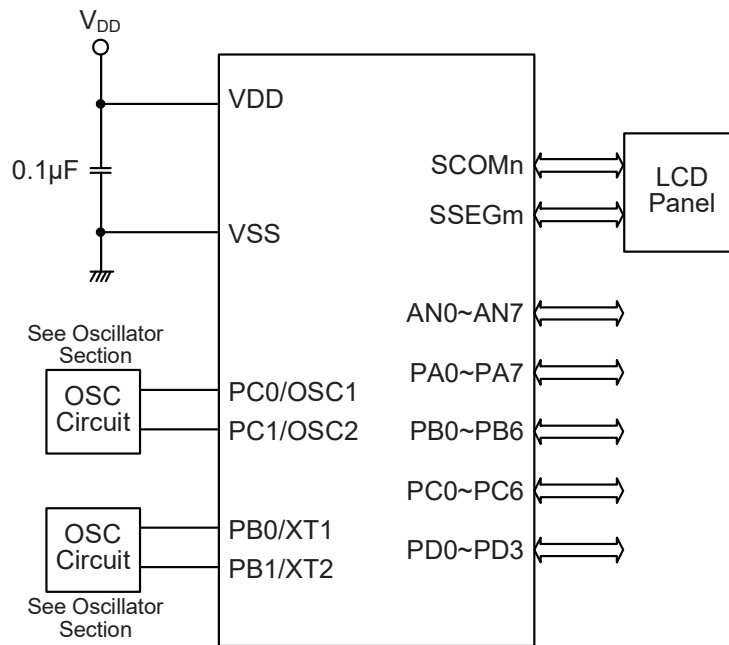 VDD
VDD
0.1µF
VSS
See Oscillator
Section
OSC
Circuit
PC0/OSC1
PC1/OSC2
OSC
Circuit
PB0/XT1
PB1/XT2
See Oscillator
Section
SCOMn
SSEGm
LCD
Panel
AN0~AN7
PA0~PA7
PB0~PB6
PC0~PC6
PD0~PD3